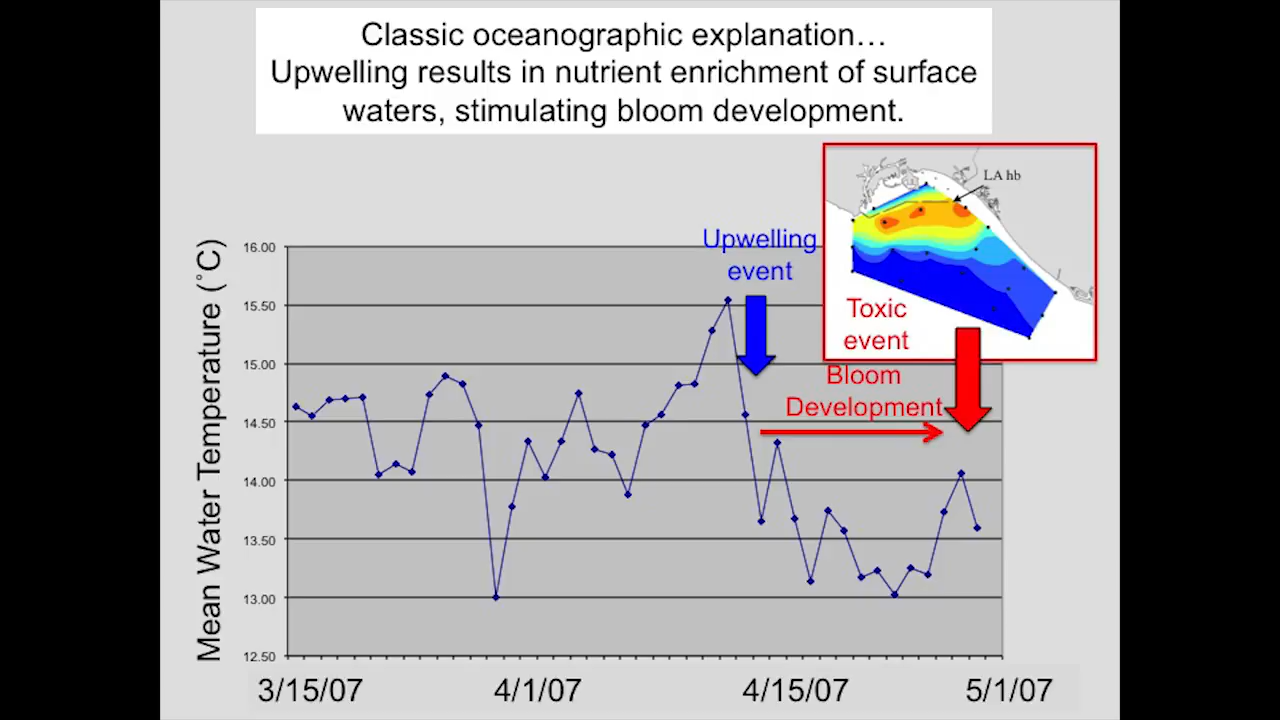 Classic oceanographic explanation…
Upwelling results in nutrient enrichment of surface
waters, stimulating bloom development.
LA hb
Upwelling
event
Toxic
event
Bloom
Development
Mean Water Temperature (˚C)
16.00
15.50
15.00
14.50
14.00
13.50
13.00
12.50
3/15/07 4/1/07 4/15/07 5/1/07